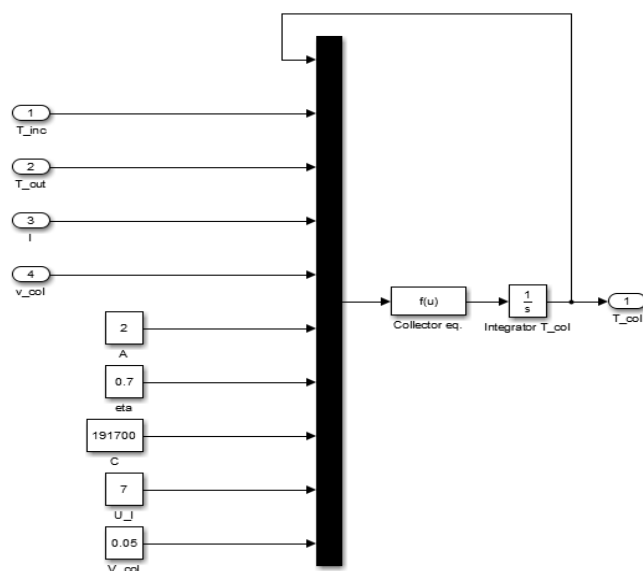 1
T_inc
2
T_out
3
I
4
v_col
2
A
0.7
eta
191700
C
7
U_l
0.05
V_col
f(u)
Collector eq.
1
s
Integrator T_col
1
T_col